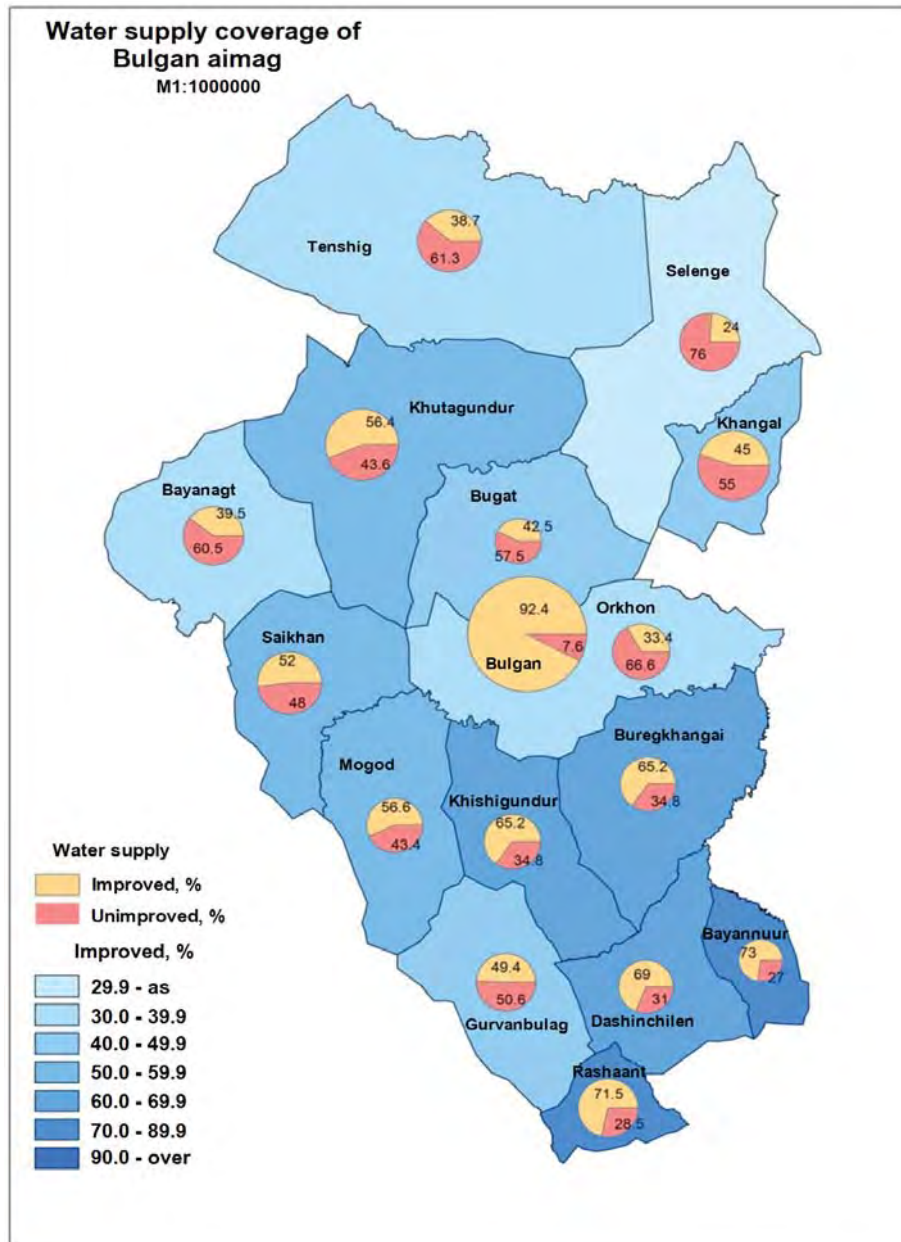 Water supply coverage of
Bulgan aimag
M1:1000000
Tenshig
38.7
61.3
Selenge
24
76
Khutagundur
56.4
43.6
Khangal
45
55
Bayanagt
39.5
60.5
Bugat
42.5
57.5
Bulgan
92.4
7.6
Orkhon
33.4
66.6
Saikhan
52
48
Buregkhangai
65.2
34.8
Mogod
56.6
43.4
Khishigundur
65.2
34.8
Bayannuur
73
27
Gurvanbulag
49.4
50.6
Dashinchilen
69
31
Rashaant
71.5
28.5
Water supply
Improved, %
Unimproved, %
Improved, %
29.9 - as
30.0 - 39.9
40.0 - 49.9
50.0 - 59.9
60.0 - 69.9
70.0 - 89.9
90.0 - over